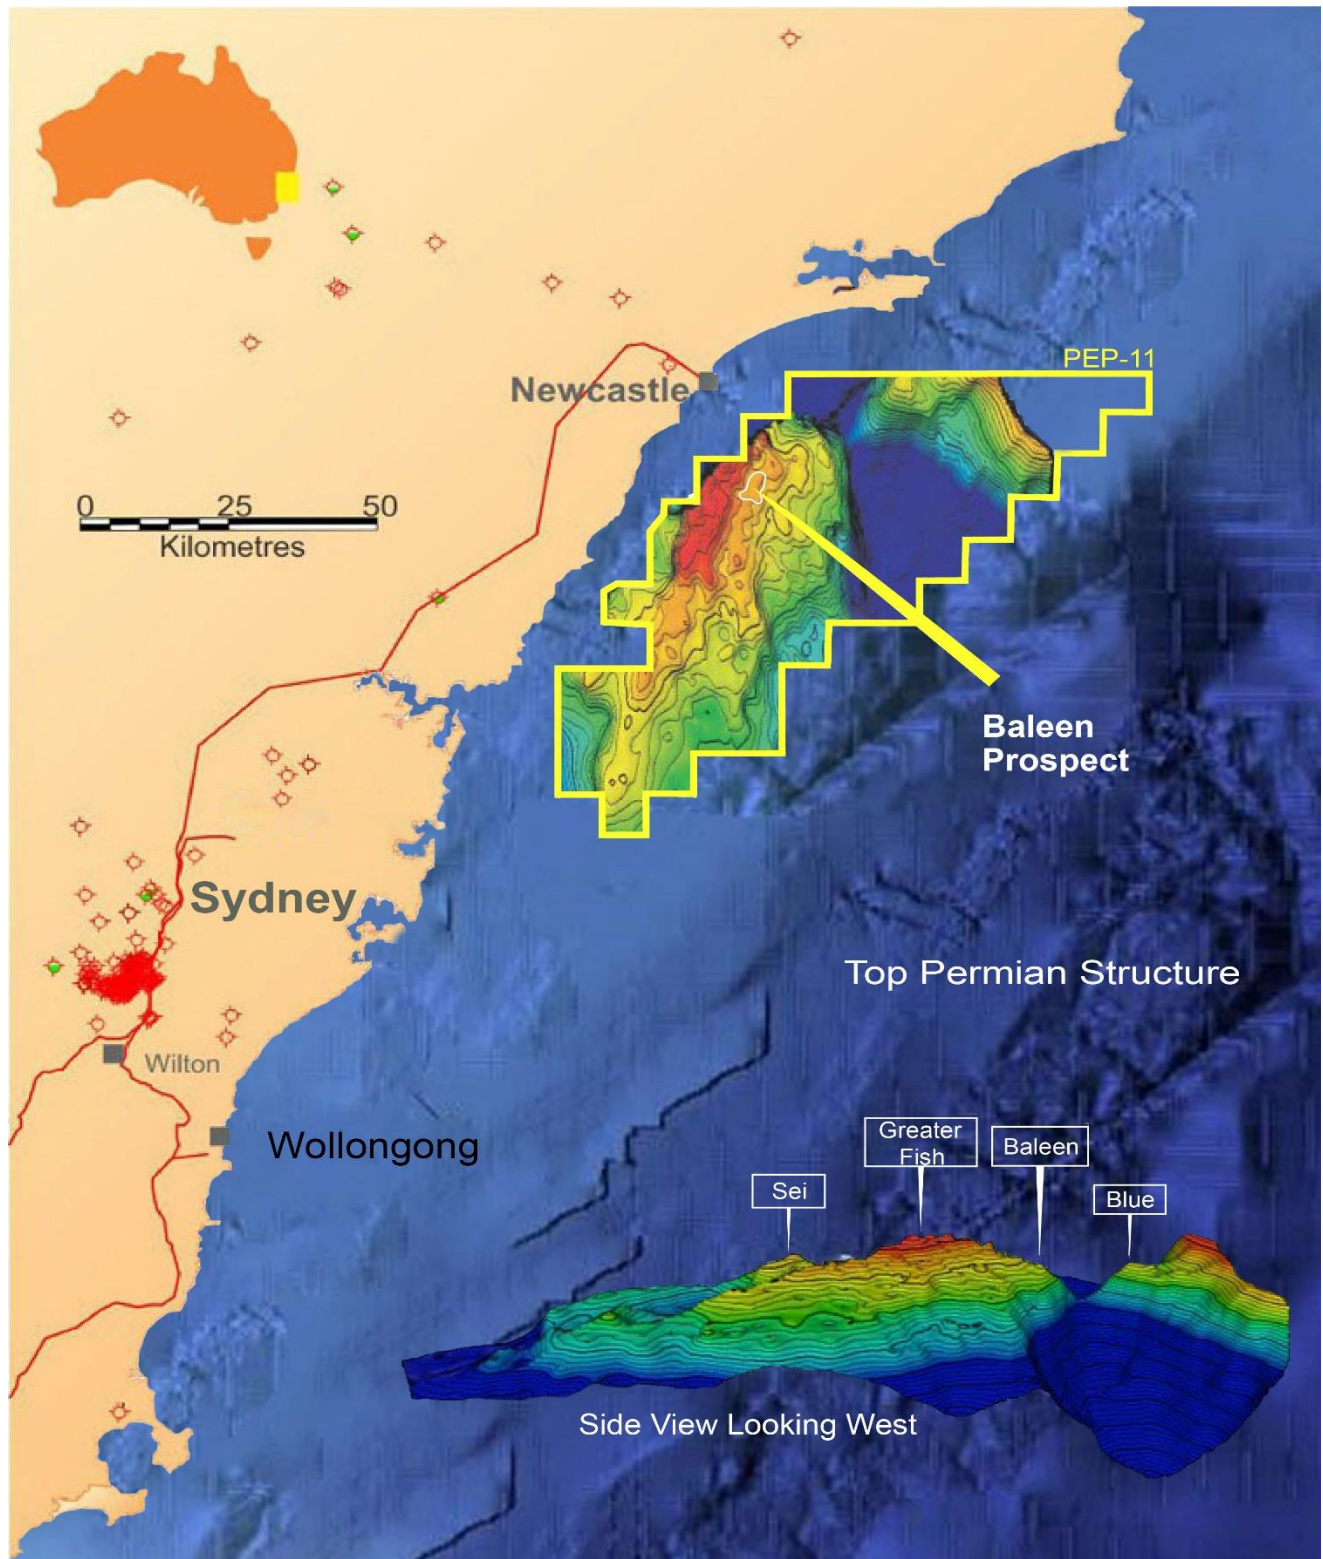 PEP-11
Newcastle
0 25 50
Kilometres
Baleen
Prospect
Sydney
Top Permian Structure
Wilton
Wollongong
Greater
Fish
Baleen
Sei
Blue
Side View Looking West